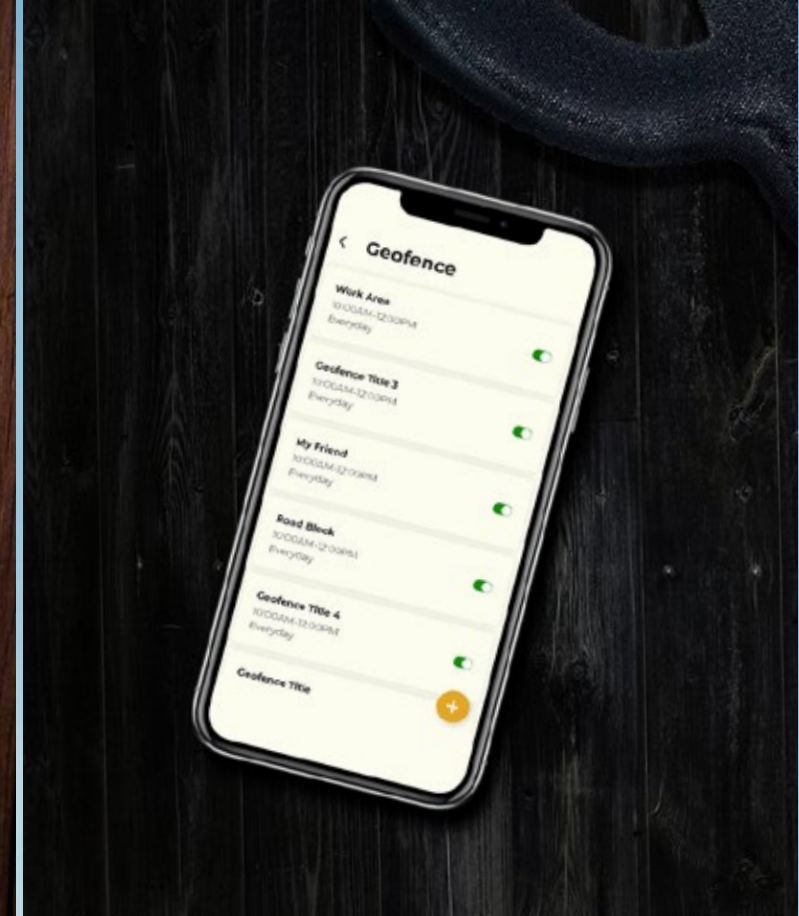 Geofence
Work Area
10:00AM-12:00PM
Everyday
Geofence Title 3
10:00AM-12:00PM
Everyday
My Friend
10:00AM-12:00PM
Everyday
Road Block
10:00AM-12:00PM
Everyday
Geofence Title 4
10:00AM-12:00PM
Everyday
Geofence Title